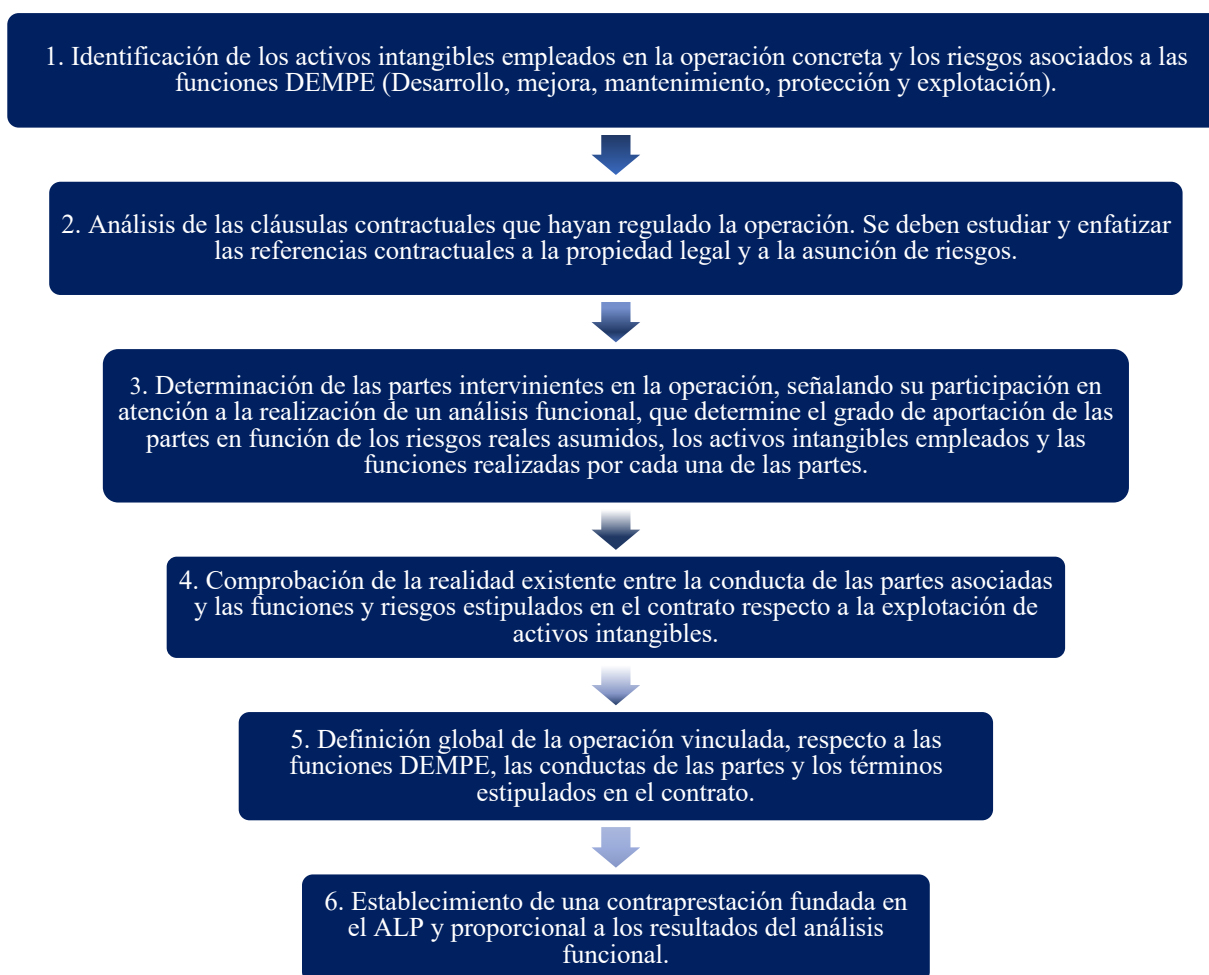 1. Identificación de los activos intangibles empleados en la operación concreta y los riesgos asociados a las
funciones DEMPE (Desarrollo, mejora, mantenimiento, protección y explotación).
2. Análisis de las cláusulas contractuales que hayan regulado la operación. Se deben estudiar y enfatizar
las referencias contractuales a la propiedad legal y a la asunción de riesgos.
3. Determinación de las partes intervinientes en la operación, señalando su participación en
atención a la realización de un análisis funcional, que determine el grado de aportación de las
partes en función de los riesgos reales asumidos, los activos intangibles empleados y las
funciones realizadas por cada una de las partes.
4. Comprobación de la realidad existente entre la conducta de las partes asociadas
y las funciones y riesgos estipulados en el contrato respecto a la explotación de
activos intangibles.
5. Definición global de la operación vinculada, respecto a las
funciones DEMPE, las conductas de las partes y los términos
estipulados en el contrato.
6. Establecimiento de una contraprestación fundada en
el ALP y proporcional a los resultados del análisis
funcional.